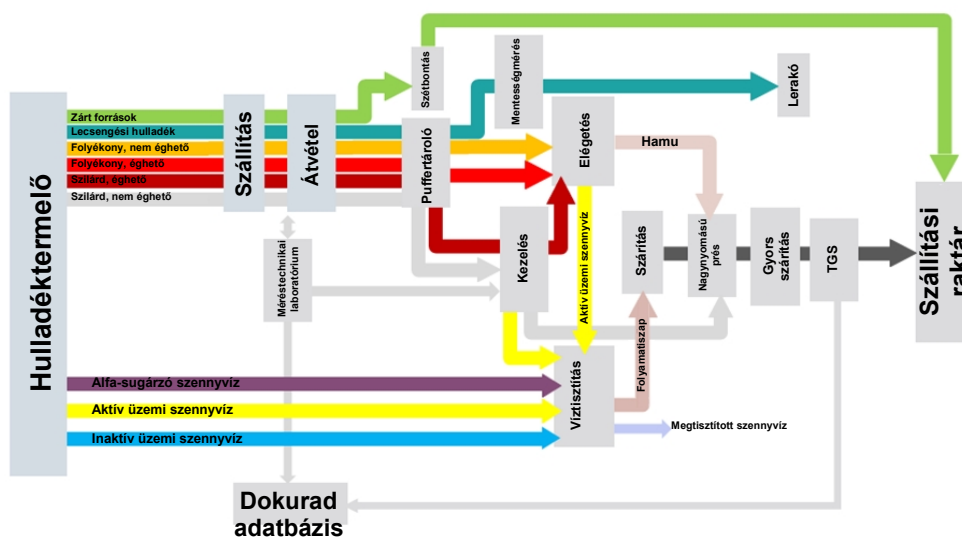 Hulladéktermelő
Zárt források
Lecsengési hulladék
Folyékony, nem éghető
Folyékony, éghető
Szilárd, éghető
Szilárd, nem éghető
Szállítás
Átvétel
Szétbontás
Mentességmérés
Lerakó
Puffertároló
Elégetés
Hamu
Méréstechnikai
laboratórium
Kezelés
Aktív üzemi szennyvíz
Szárítás
Nagynyomású
prés
Gyors
szárítás
TGS
Szállítási
raktár
Alfa-sugárzó szennyvíz
Aktív üzemi szennyvíz
Inaktív üzemi szennyvíz
Víztisztítás
Folyamatiszap
Megtisztított szennyvíz
Dokurad
adatbázis